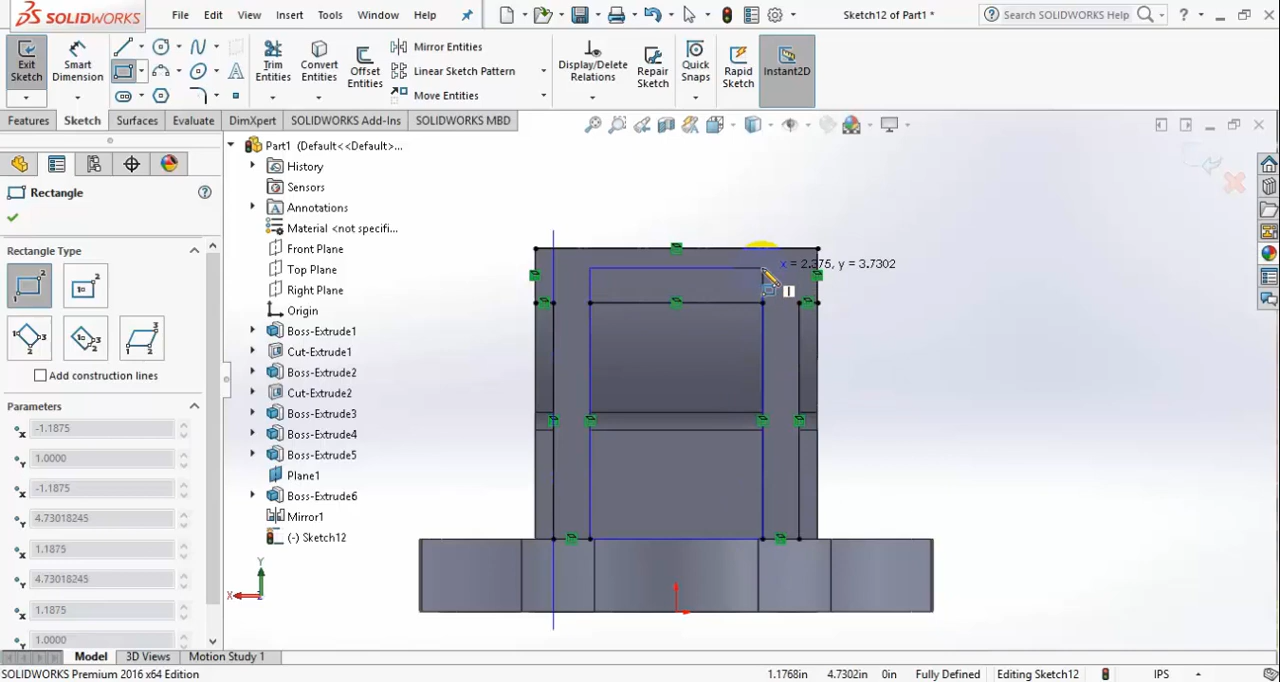 SOLIDWORKS File Edit View Insert Tools Window Help Sketch12 of Part1 * Search SOLIDWORKS Help ?
Exit Sketch Smart Dimension Trim Entities Convert Entities Offset Entities Mirror Entities Linear Sketch Pattern Move Entities Display/Delete Relations Repair Sketch Quick Snaps Rapid Sketch Instant2D
Features Sketch Surfaces Evaluate DimXpert SOLIDWORKS Add-Ins SOLIDWORKS MBD
Part1 (Default<<Default>...
History
Sensors
Annotations
Material <not specifi...
Front Plane
Top Plane
Right Plane
Origin
Boss-Extrude1
Cut-Extrude1
Boss-Extrude2
Cut-Extrude2
Boss-Extrude3
Boss-Extrude4
Boss-Extrude5
Plane1
Boss-Extrude6
Mirror1
(-) Sketch12
Rectangle ?
Rectangle Type
Add construction lines
Parameters
x -1.1875
y 1.0000
x -1.1875
y 4.73018245
x 1.1875
y 4.73018245
x 1.1875
y 1.0000
x = 2.375, y = 3.7302
Y
X
Model 3D Views Motion Study 1
SOLIDWORKS Premium 2016 x64 Edition 1.1768in 4.7302in 0in Fully Defined Editing Sketch12 IPS